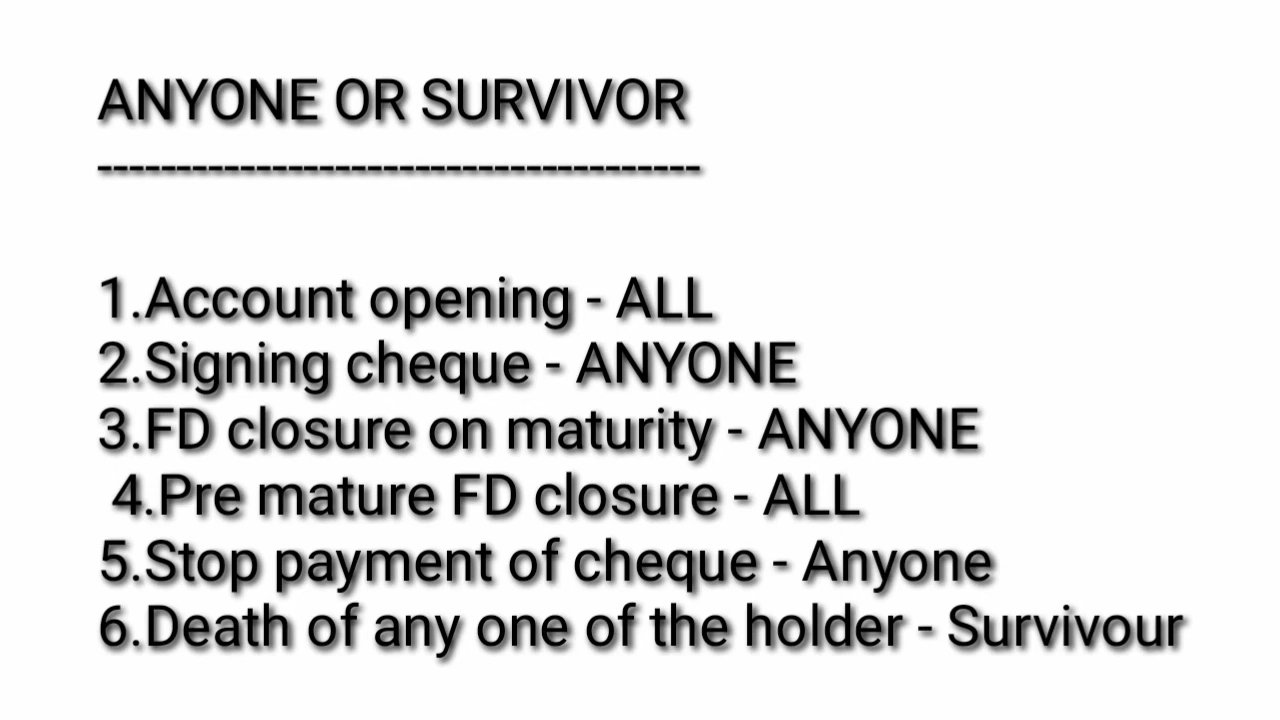 ANYONE OR SURVIVOR
--------------------------------------
1.Account opening - ALL
2.Signing cheque - ANYONE
3.FD closure on maturity - ANYONE
4.Pre mature FD closure - ALL
5.Stop payment of cheque - Anyone
6.Death of any one of the holder - Survivour